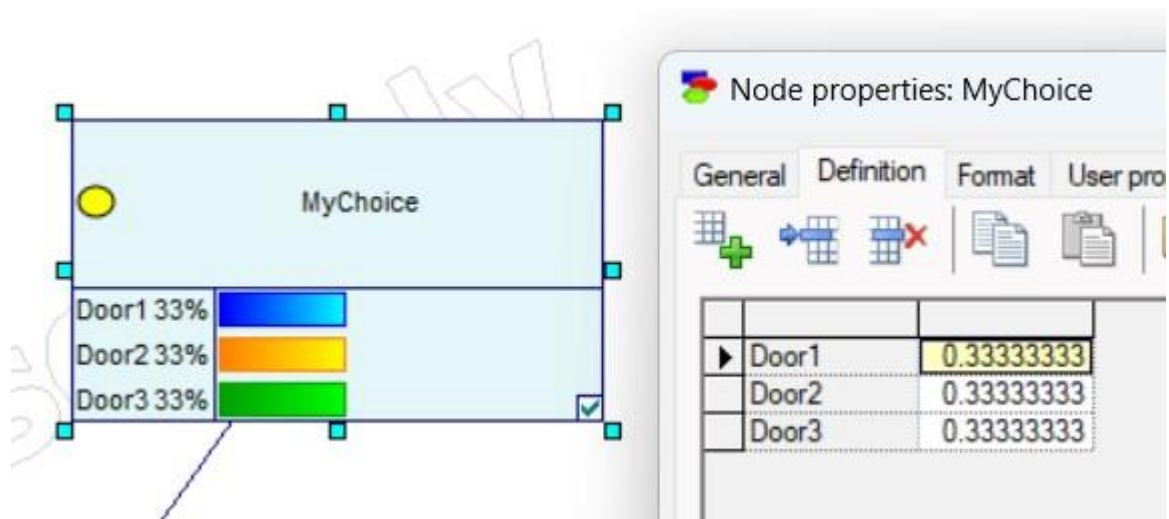 MyChoice
Door1 33%
Door2 33%
Door3 33%
Node properties: MyChoice
General Definition Format User pro
Door1 0.33333333
Door2 0.33333333
Door3 0.33333333